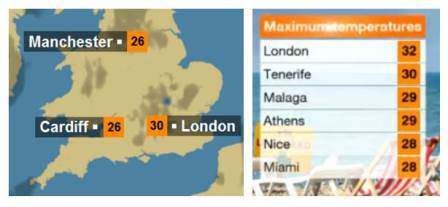 Manchester 26
Cardiff 26
30 London
Maximum temperatures
London 32
Tenerife 30
Malaga 29
Athens 29
Nice 28
Miami 28